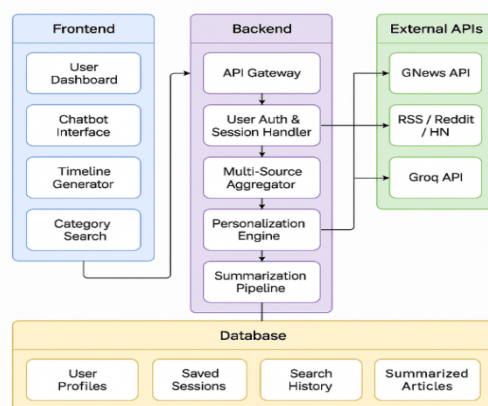 Frontend
User
Dashboard
Chatbot
Interface
Timeline
Generator
Category
Search
Backend
API Gateway
User Auth &
Session Handler
Multi-Source
Aggregator
Personalization
Engine
Summarization
Pipeline
External APIs
GNews API
RSS / Reddit
/ HN
Groq API
Database
User
Profiles
Saved
Sessions
Search
History
Summarized
Articles